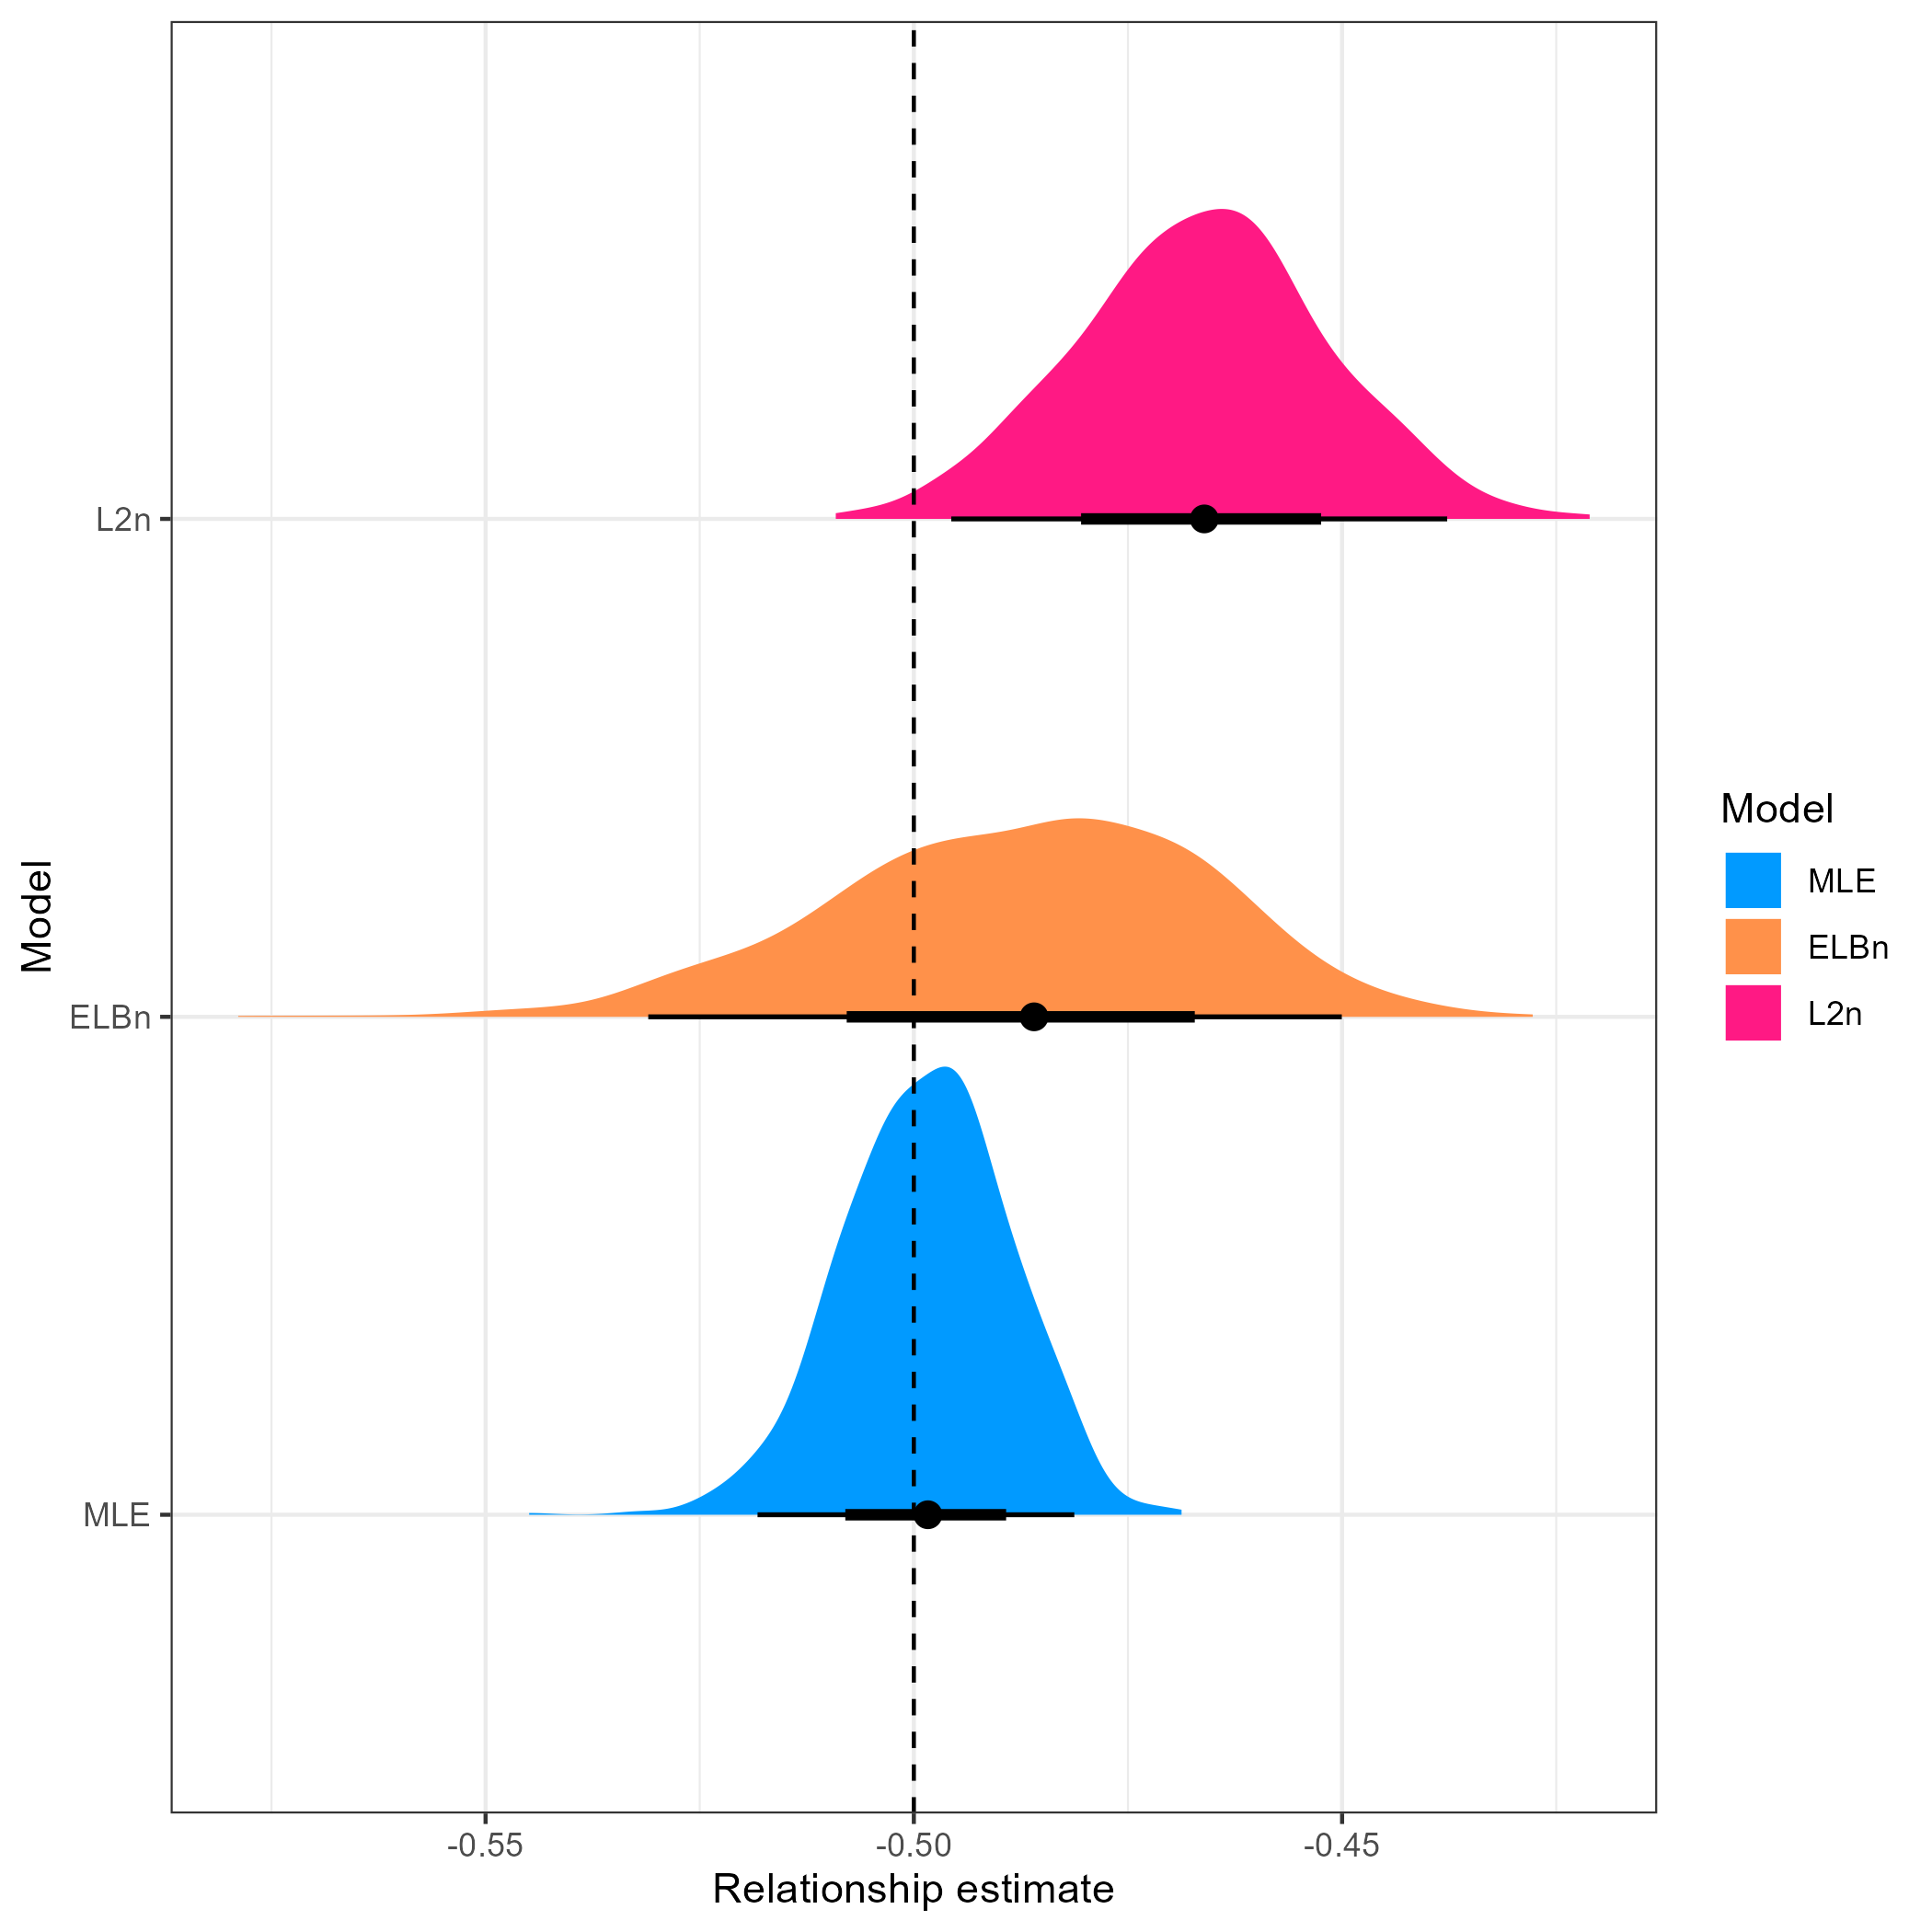 L2n
ELBn
MLE
Model
-0.55
-0.50
-0.45
Relationship estimate
Model
MLE
ELBn
L2n